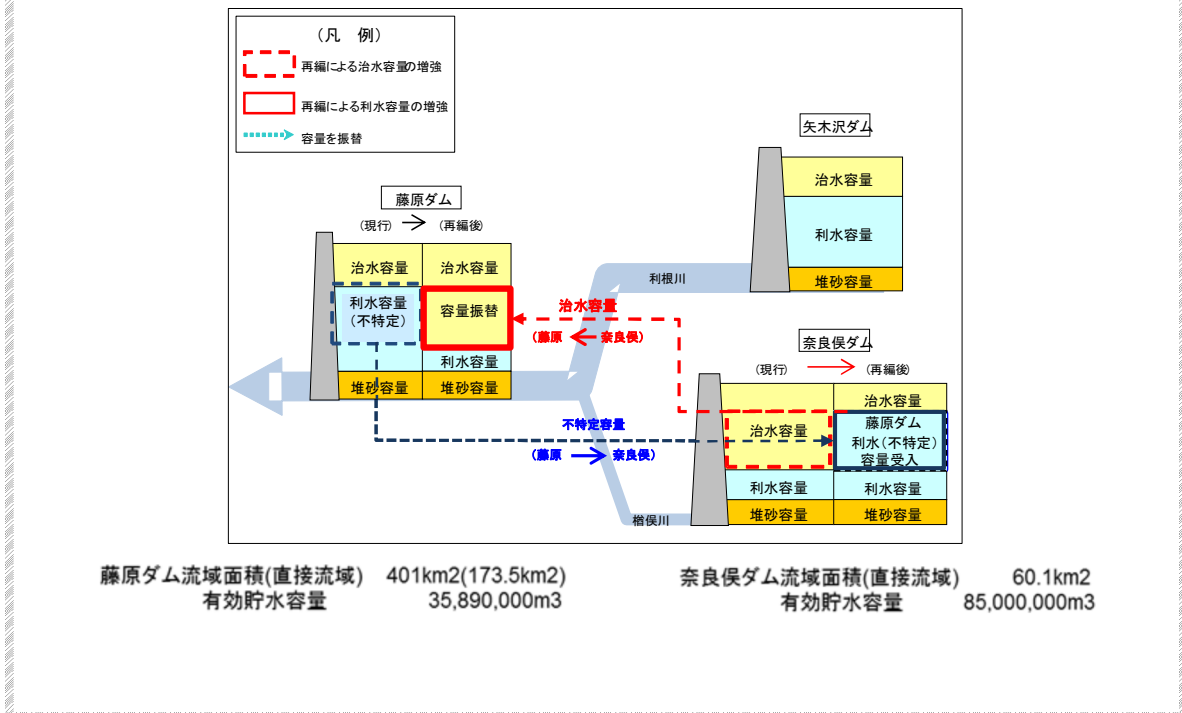 （凡　例）
再編による治水容量の増強
再編による利水容量の増強
容量を振替
矢木沢ダム
治水容量
利水容量
堆砂容量
藤原ダム
（現行）
（再編後）
治水容量
治水容量
利水容量
（不特定）
容量振替
利水容量
堆砂容量
堆砂容量
利根川
治水容量
（藤原
奈良俣）
不特定容量
（藤原
奈良俣）
楢俣川
奈良俣ダム
（現行）
（再編後）
治水容量
治水容量
藤原ダム
利水（不特定）
容量受入
利水容量
利水容量
堆砂容量
堆砂容量
藤原ダム流域面積(直接流域)　401km2(173.5km2)
有効貯水容量　35,890,000m3
奈良俣ダム流域面積(直接流域)　60.1km2
有効貯水容量　85,000,000m3